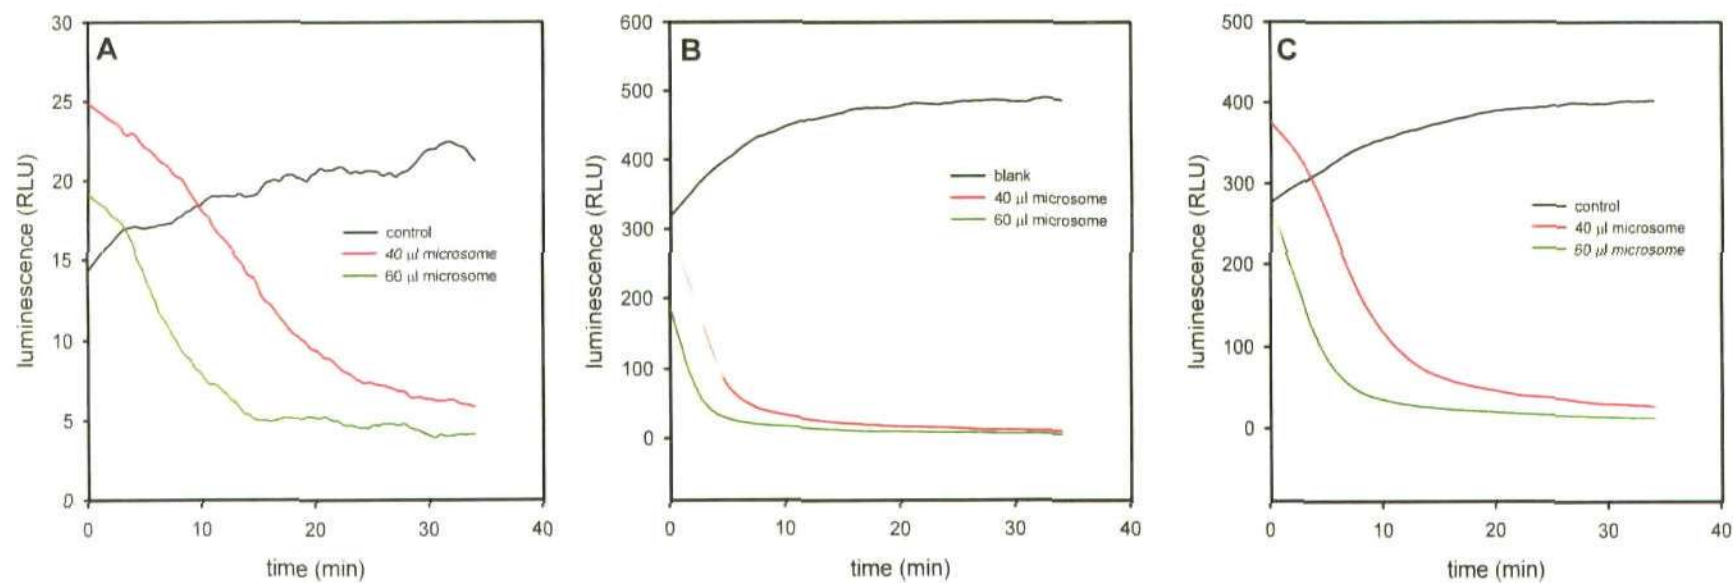 A
luminescence (RLU)
30
25
20
15
10
5
0
control
40 μl microsome
60 μl microsome
0 10 20 30 40
time (min)
B
luminescence (RLU)
600
500
400
300
200
100
0
blank
40 μl microsome
60 μl microsome
0 10 20 30 40
time (min)
C
luminescence (RLU)
500
400
300
200
100
0
control
40 μl microsome
60 μl microsome
0 10 20 30 40
time (min)